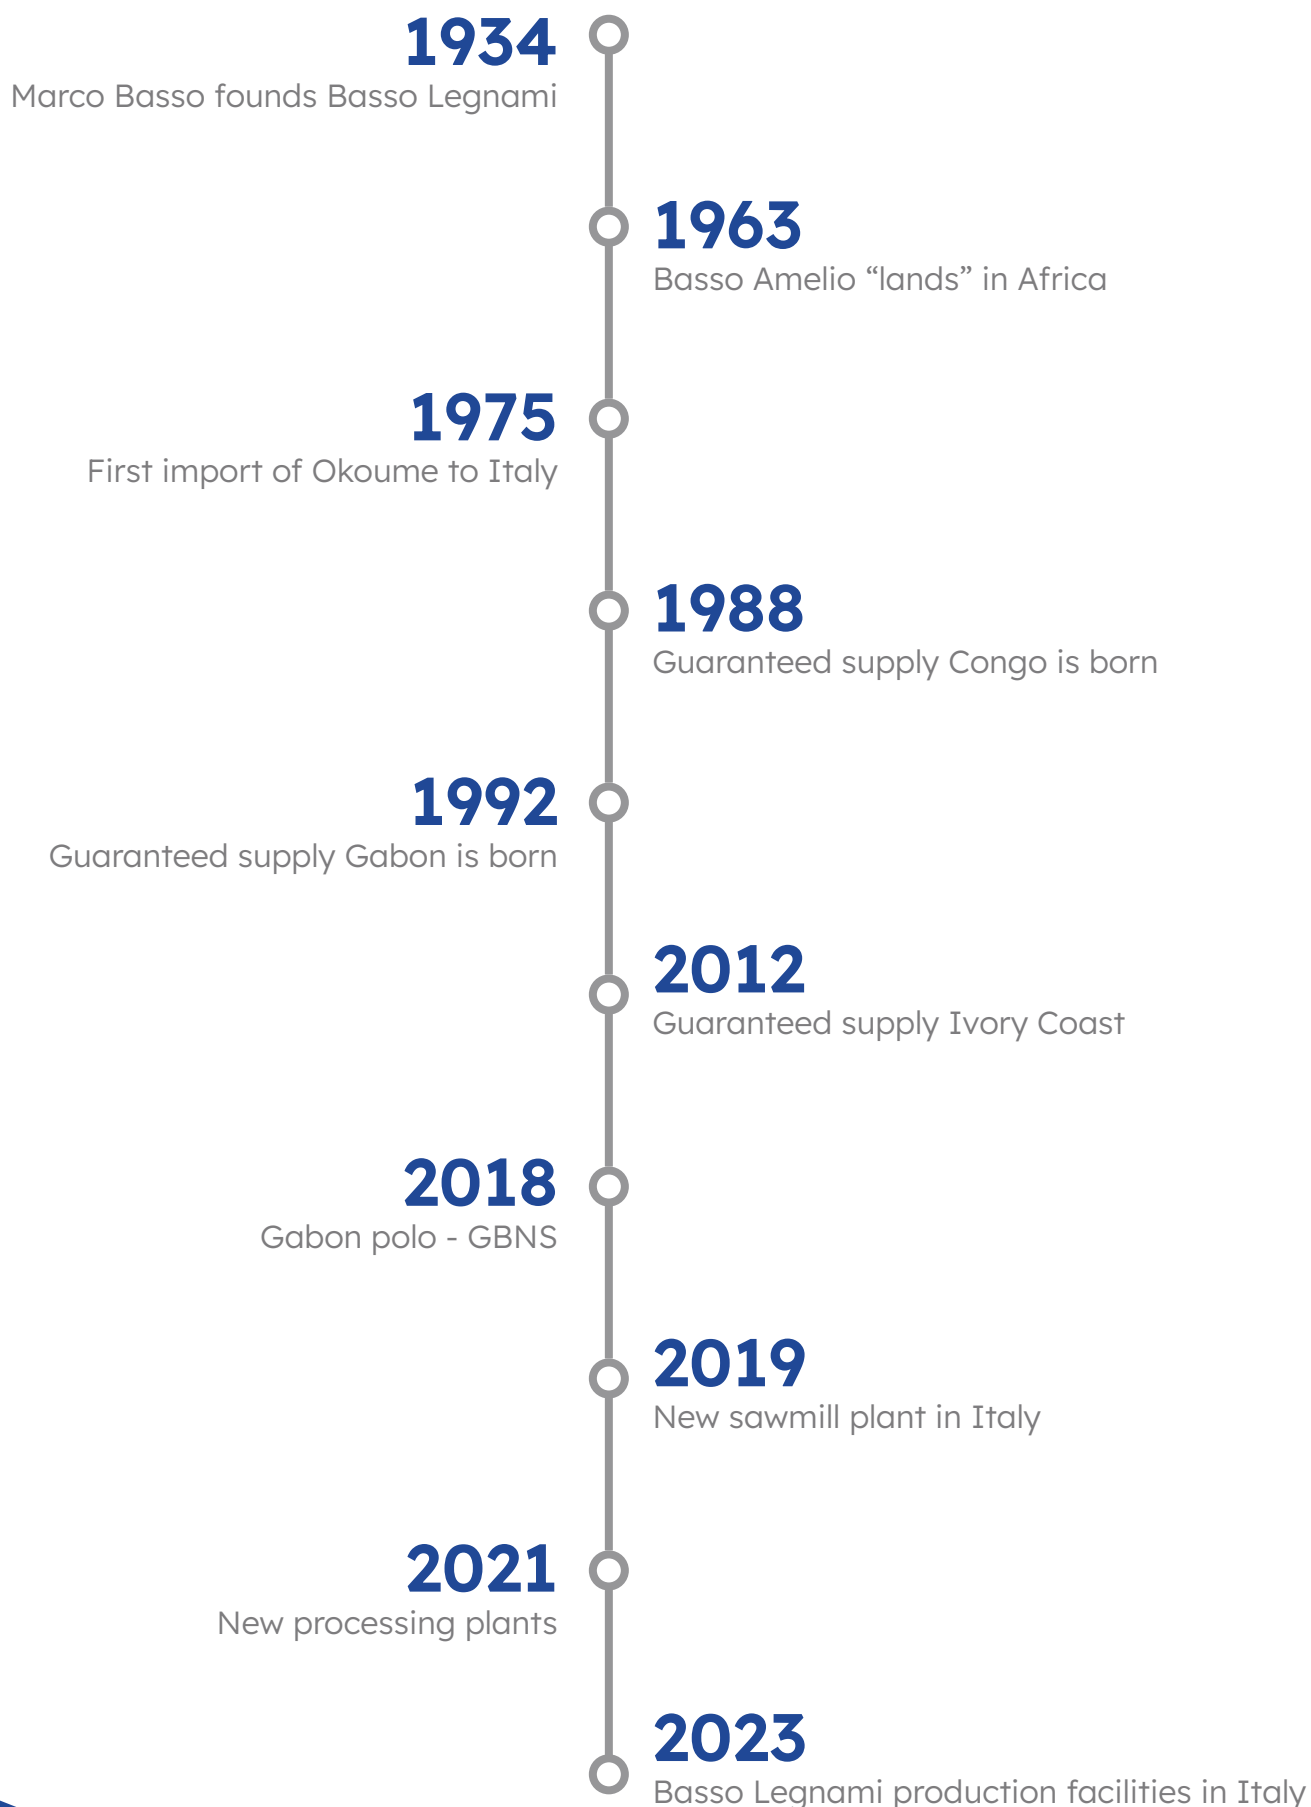 1934
Marco Basso founds Basso Legnami
1963
Basso Amelio “lands” in Africa
1975
First import of Okoume to Italy
1988
Guaranteed supply Congo is born
1992
Guaranteed supply Gabon is born
2012
Guaranteed supply Ivory Coast
2018
Gabon polo - GBNS
2019
New sawmill plant in Italy
2021
New processing plants
2023
Basso Legnami production facilities in Italy